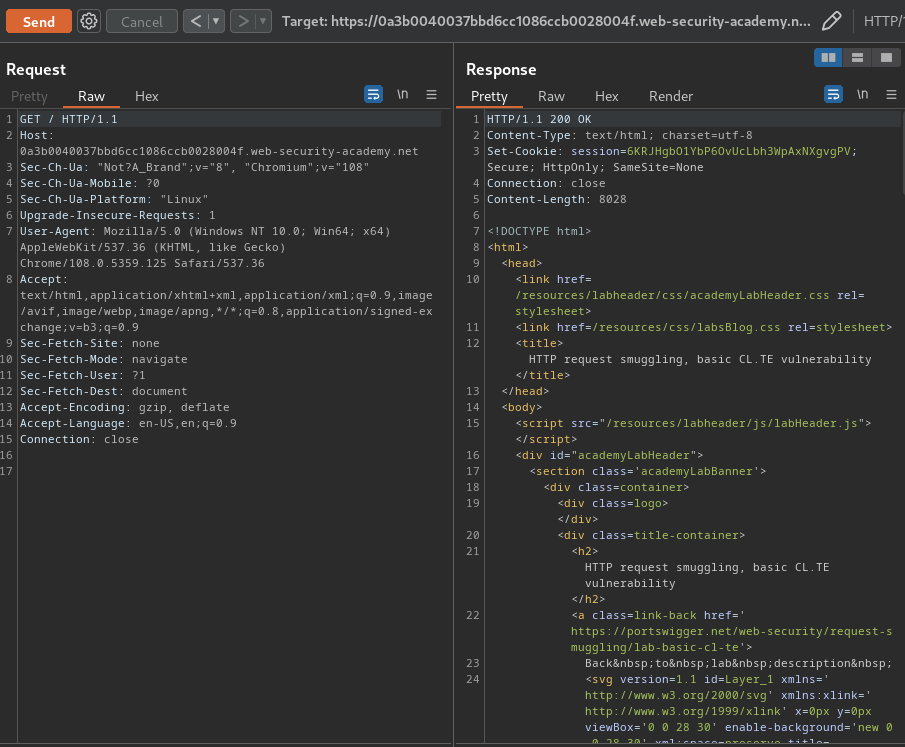 Send Cancel < ▼ > ▼ Target: https://0a3b0040037bbd6cc1086ccb0028004f.web-security-academy.n... HTTP/
Request
Pretty Raw Hex \n
1 GET / HTTP/1.1
2 Host:
0a3b0040037bbd6cc1086ccb0028004f.web-security-academy.net
3 Sec-Ch-Ua: "Not?A_Brand";v="8", "Chromium";v="108"
4 Sec-Ch-Ua-Mobile: ?0
5 Sec-Ch-Ua-Platform: "Linux"
6 Upgrade-Insecure-Requests: 1
7 User-Agent: Mozilla/5.0 (Windows NT 10.0; Win64; x64)
AppleWebKit/537.36 (KHTML, like Gecko)
Chrome/108.0.5359.125 Safari/537.36
8 Accept:
text/html,application/xhtml+xml,application/xml;q=0.9,image
/avif,image/webp,image/apng,*/*;q=0.8,application/signed-ex
change;v=b3;q=0.9
9 Sec-Fetch-Site: none
10 Sec-Fetch-Mode: navigate
11 Sec-Fetch-User: ?1
12 Sec-Fetch-Dest: document
13 Accept-Encoding: gzip, deflate
14 Accept-Language: en-US,en;q=0.9
15 Connection: close
16
17
Response
Pretty Raw Hex Render \n
1 HTTP/1.1 200 OK
2 Content-Type: text/html; charset=utf-8
3 Set-Cookie: session=6KRJHgbO1YbP6OvUcLbh3WpAxNXgvgPV;
Secure; HttpOnly; SameSite=None
4 Connection: close
5 Content-Length: 8028
6
7 <!DOCTYPE html>
8 <html>
9 <head>
10 <link href=
/resources/labheader/css/academyLabHeader.css rel=
stylesheet>
11 <link href=/resources/css/labsBlog.css rel=stylesheet>
12 <title>
HTTP request smuggling, basic CL.TE vulnerability
</title>
13 </head>
14 <body>
15 <script src="/resources/labheader/js/labHeader.js">
</script>
16 <div id="academyLabHeader">
17 <section class='academyLabBanner'>
18 <div class=container>
19 <div class=logo>
</div>
20 <div class=title-container>
21 <h2>
HTTP request smuggling, basic CL.TE
vulnerability
</h2>
22 <a class=link-back href='
https://portswigger.net/web-security/request-s
muggling/lab-basic-cl-te'>
23 Back&nbsp;to&nbsp;lab&nbsp;description&nbsp;
24 <svg version=1.1 id=Layer_1 xmlns='
http://www.w3.org/2000/svg' xmlns:xlink='
http://www.w3.org/1999/xlink' x=0px y=0px
viewBox='0 0 28 30' enable-background='new 0
0 28 30' xml:space=preserve title=